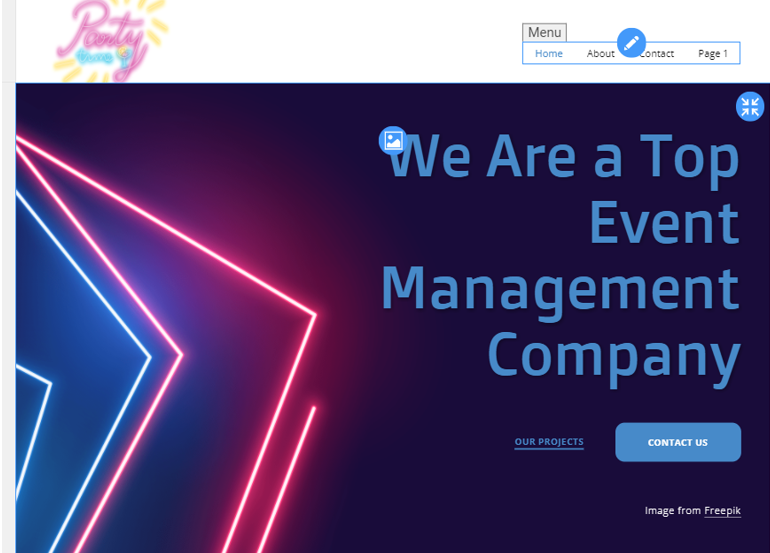 Party
time
Menu
Home About Contact Page 1
We Are a Top
Event
Management
Company
OUR PROJECTS
CONTACT US
Image from Freepik